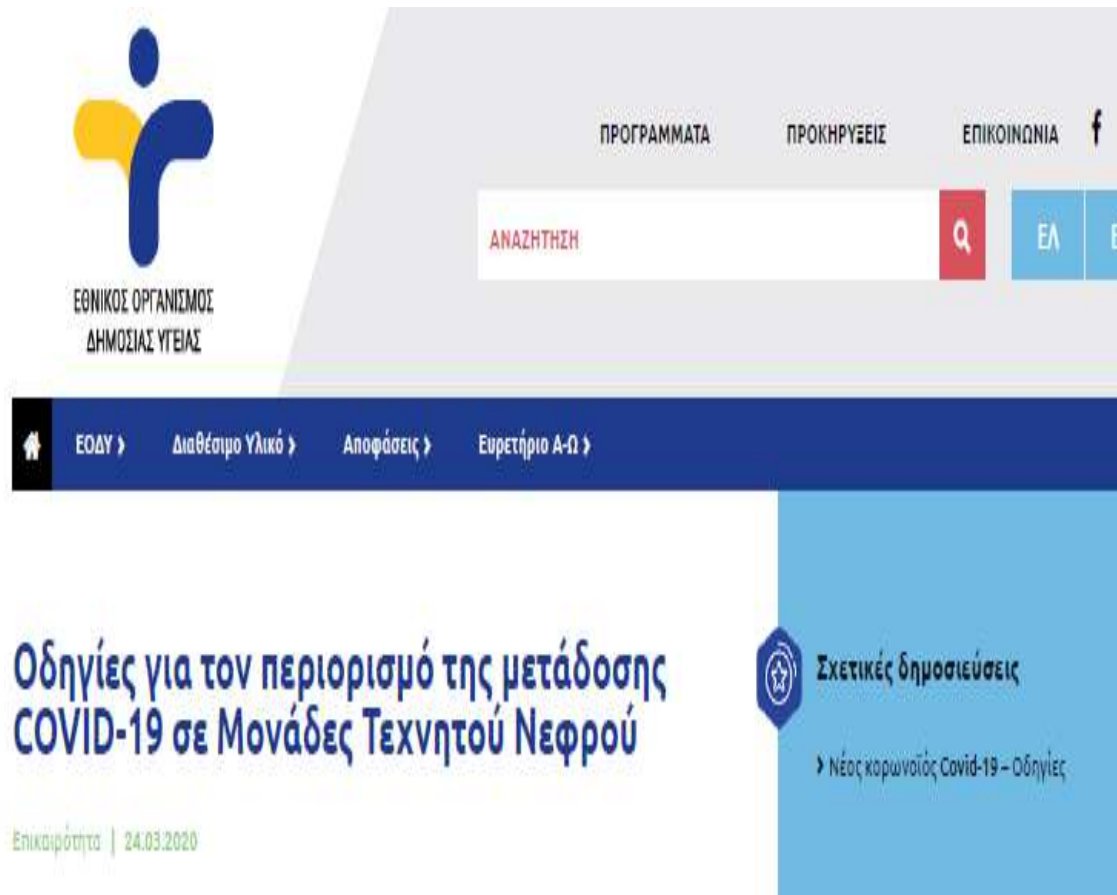 ΕΘΝΙΚΟΣ ΟΡΓΑΝΙΣΜΟΣ
ΔΗΜΟΣΙΑΣ ΥΓΕΙΑΣ
ΠΡΟΓΡΑΜΜΑΤΑ ΠΡΟΚΗΡΥΞΕΙΣ ΕΠΙΚΟΙΝΩΝΙΑ f
ΑΝΑΖΗΤΗΣΗ ΕΛ
ΕΟΔΥ Διαθέσιμο Υλικό Αποφάσεις Ευρετήριο Α-Ω
Οδηγίες για τον περιορισμό της μετάδοσης
COVID-19 σε Μονάδες Τεχνητού Νεφρού
Επικαιρότητα | 24.03.2020
Σχετικές δημοσιεύσεις
Νέος κορωνοϊός Covid-19 – Οδηγίες